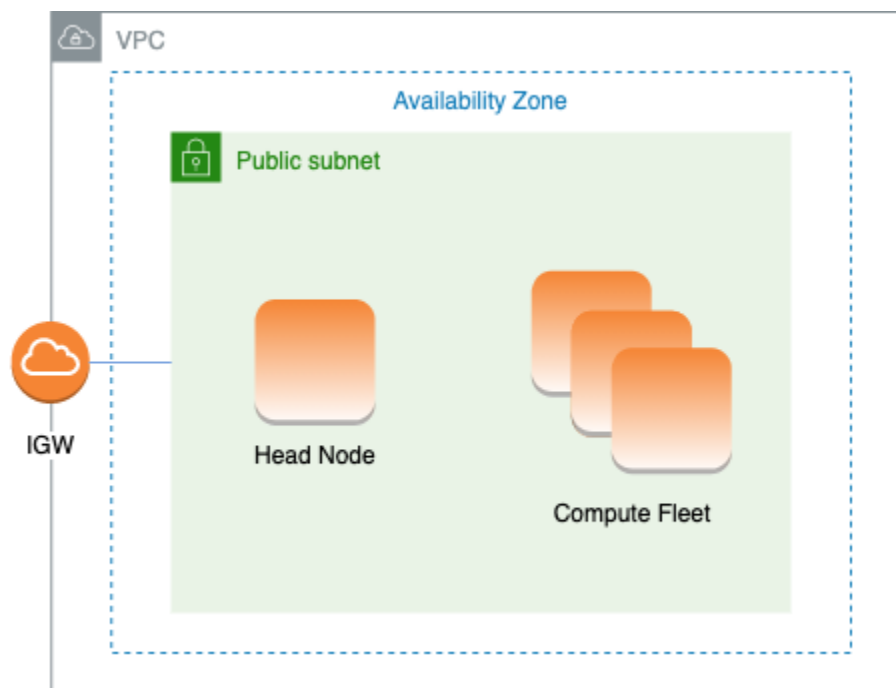 VPC
Availability Zone
Public subnet
IGW
Head Node
Compute Fleet